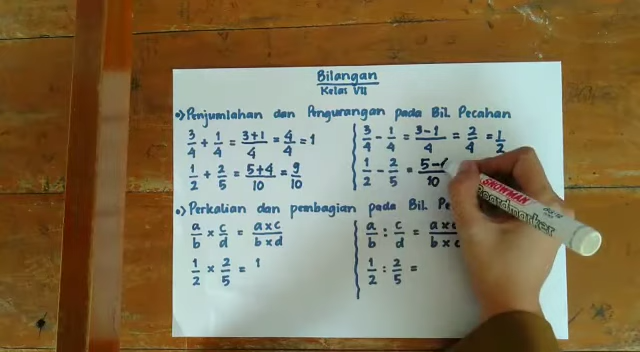 Bilangan
Kelas VII
•) Penjumlahan dan Pengurangan pada Bil. Pecahan
3/4 + 1/4 = 3+1/4 = 4/4 = 1
1/2 + 2/5 = 5+4/10 = 9/10
3/4 - 1/4 = 3-1/4 = 2/4 = 1/2
1/2 - 2/5 = 5-/10
•) Perkalian dan pembagian pada Bil.
a/b × c/d = a×c/b×d
1/2 × 2/5 = 1
a/b : c/d =
1/2 : 2/5 =
SNOWMAN
boardmarker